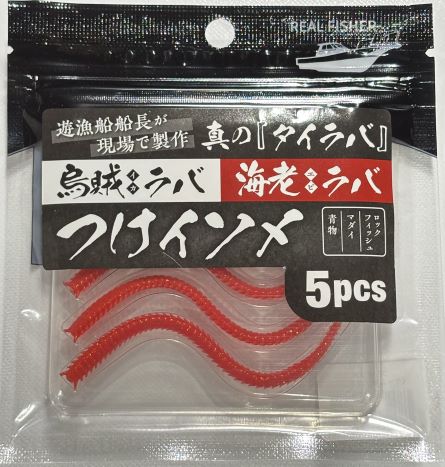 REAL FISHER
遊漁船船長が
現場で製作
真の『タイラバ』
烏賊イカラバ
海老エビラバ
つけインメ
ロック
フィッシュ
マダイ
青物
5pcs